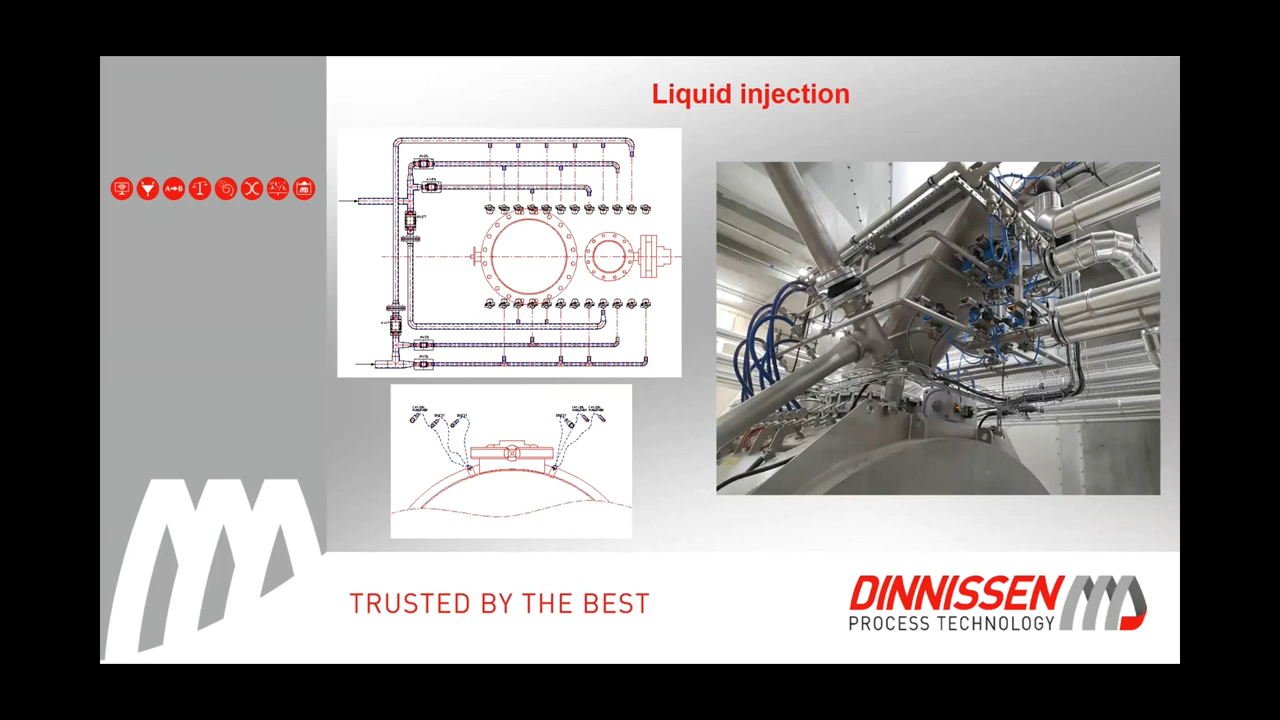 Liquid injection
A B
TRUSTED BY THE BEST
DINNISSEN
PROCESS TECHNOLOGY